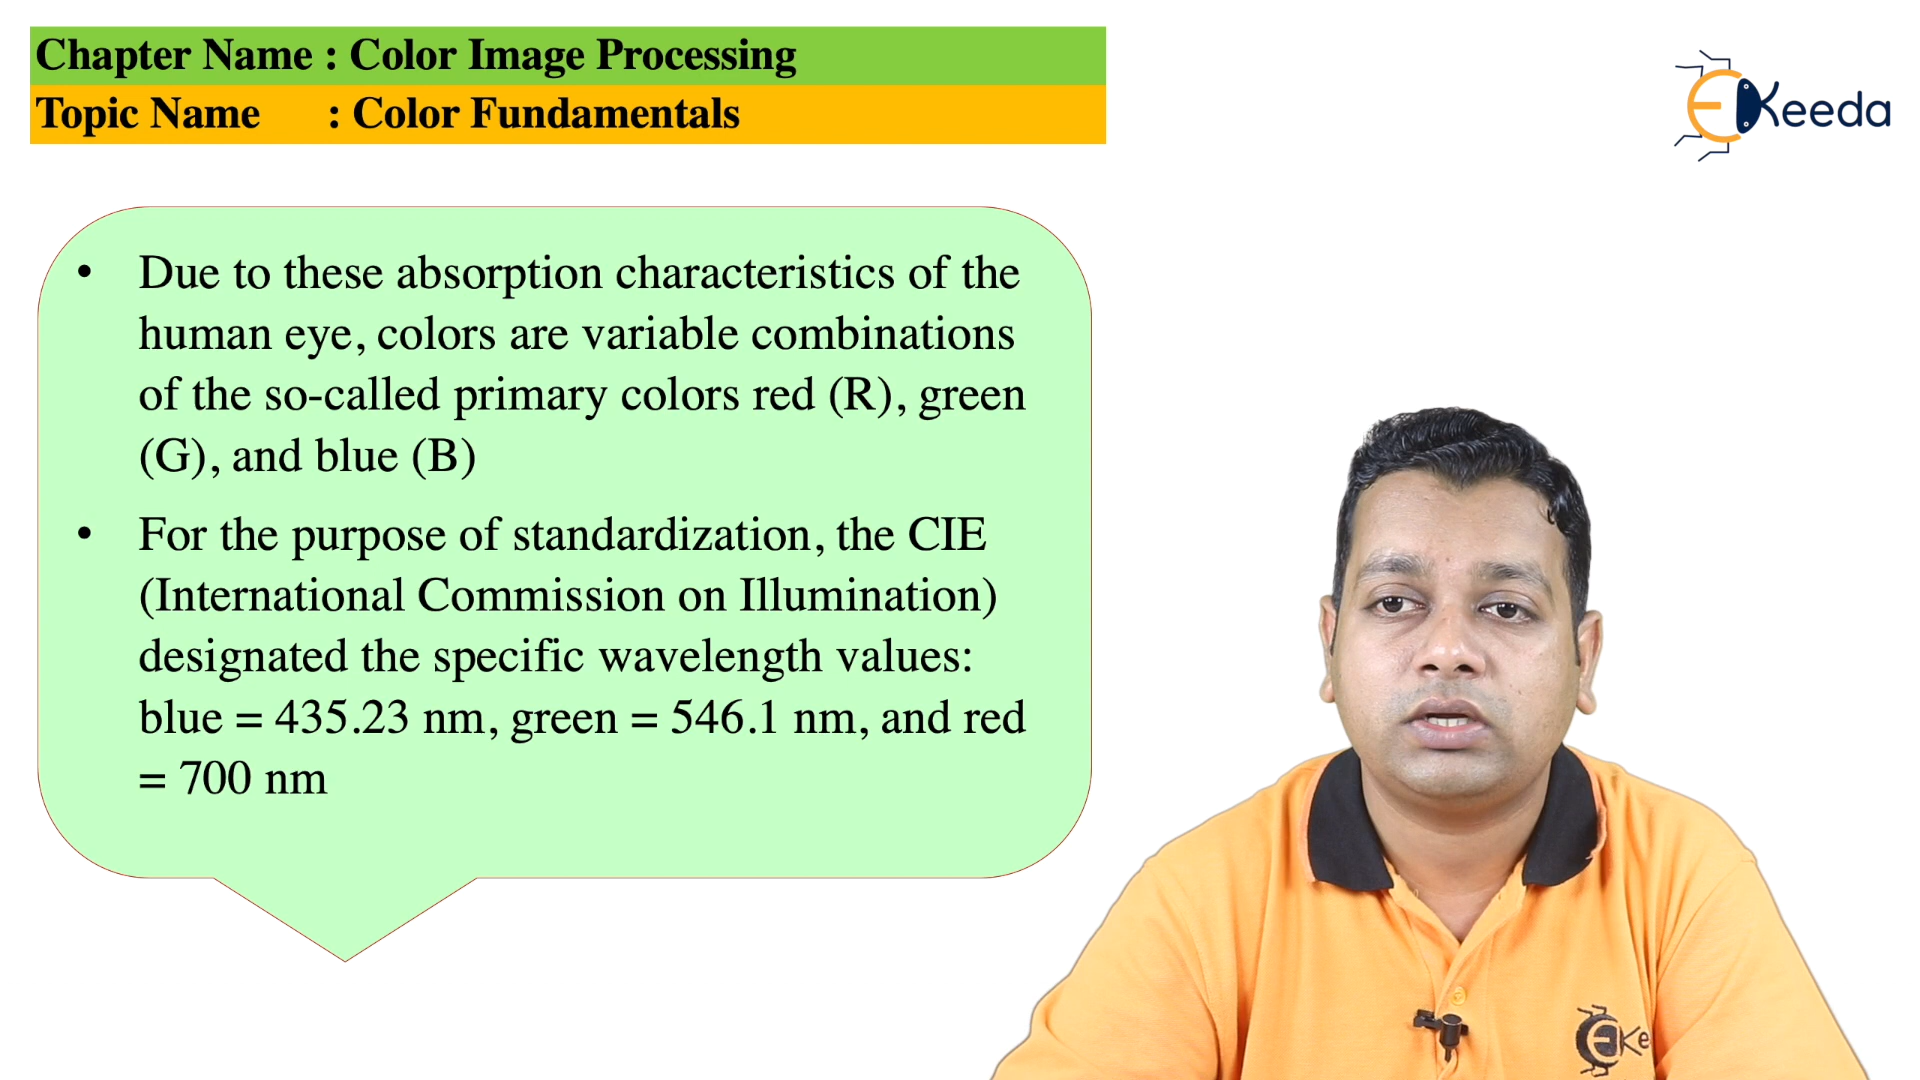 Chapter Name : Color Image Processing
Topic Name : Color Fundamentals
EKeeda
• Due to these absorption characteristics of the
human eye, colors are variable combinations
of the so-called primary colors red (R), green
(G), and blue (B)
• For the purpose of standardization, the CIE
(International Commission on Illumination)
designated the specific wavelength values:
blue = 435.23 nm, green = 546.1 nm, and red
= 700 nm
EKe